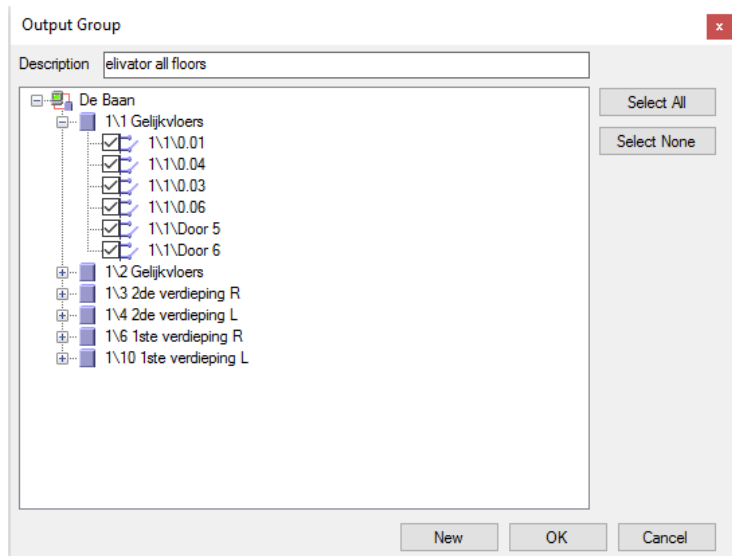 Output Group
x
Description elivator all floors
De Baan
1\1 Gelijkvloers
1\1\0.01
1\1\0.04
1\1\0.03
1\1\0.06
1\1\Door 5
1\1\Door 6
1\2 Gelijkvloers
1\3 2de verdieping R
1\4 2de verdieping L
1\6 1ste verdieping R
1\10 1ste verdieping L
Select All
Select None
New OK Cancel